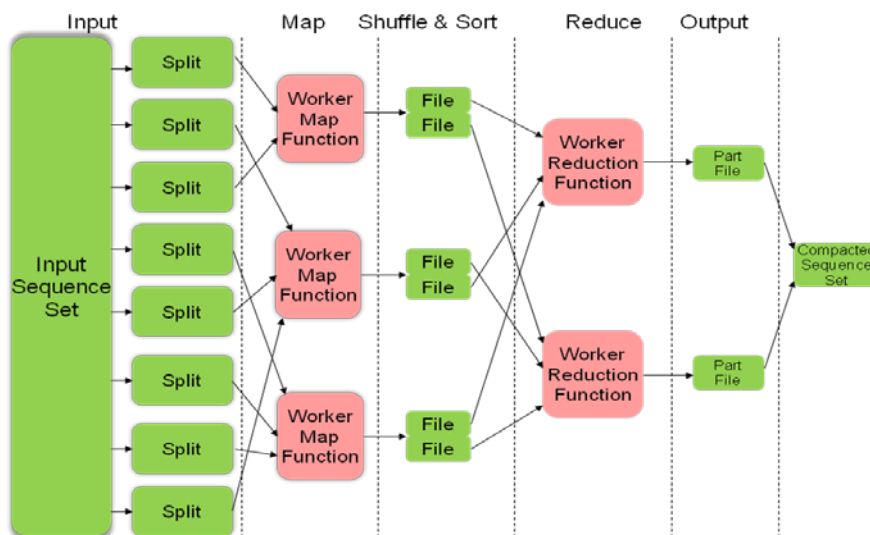 Input
Map
Shuffle & Sort
Reduce
Output
Input
Sequence
Set
Split
Split
Split
Split
Split
Split
Split
Split
Worker
Map
Function
Worker
Map
Function
Worker
Map
Function
File
File
File
File
File
File
Worker
Reduction
Function
Worker
Reduction
Function
Part
File
Part
File
Compacted
Sequence
Set